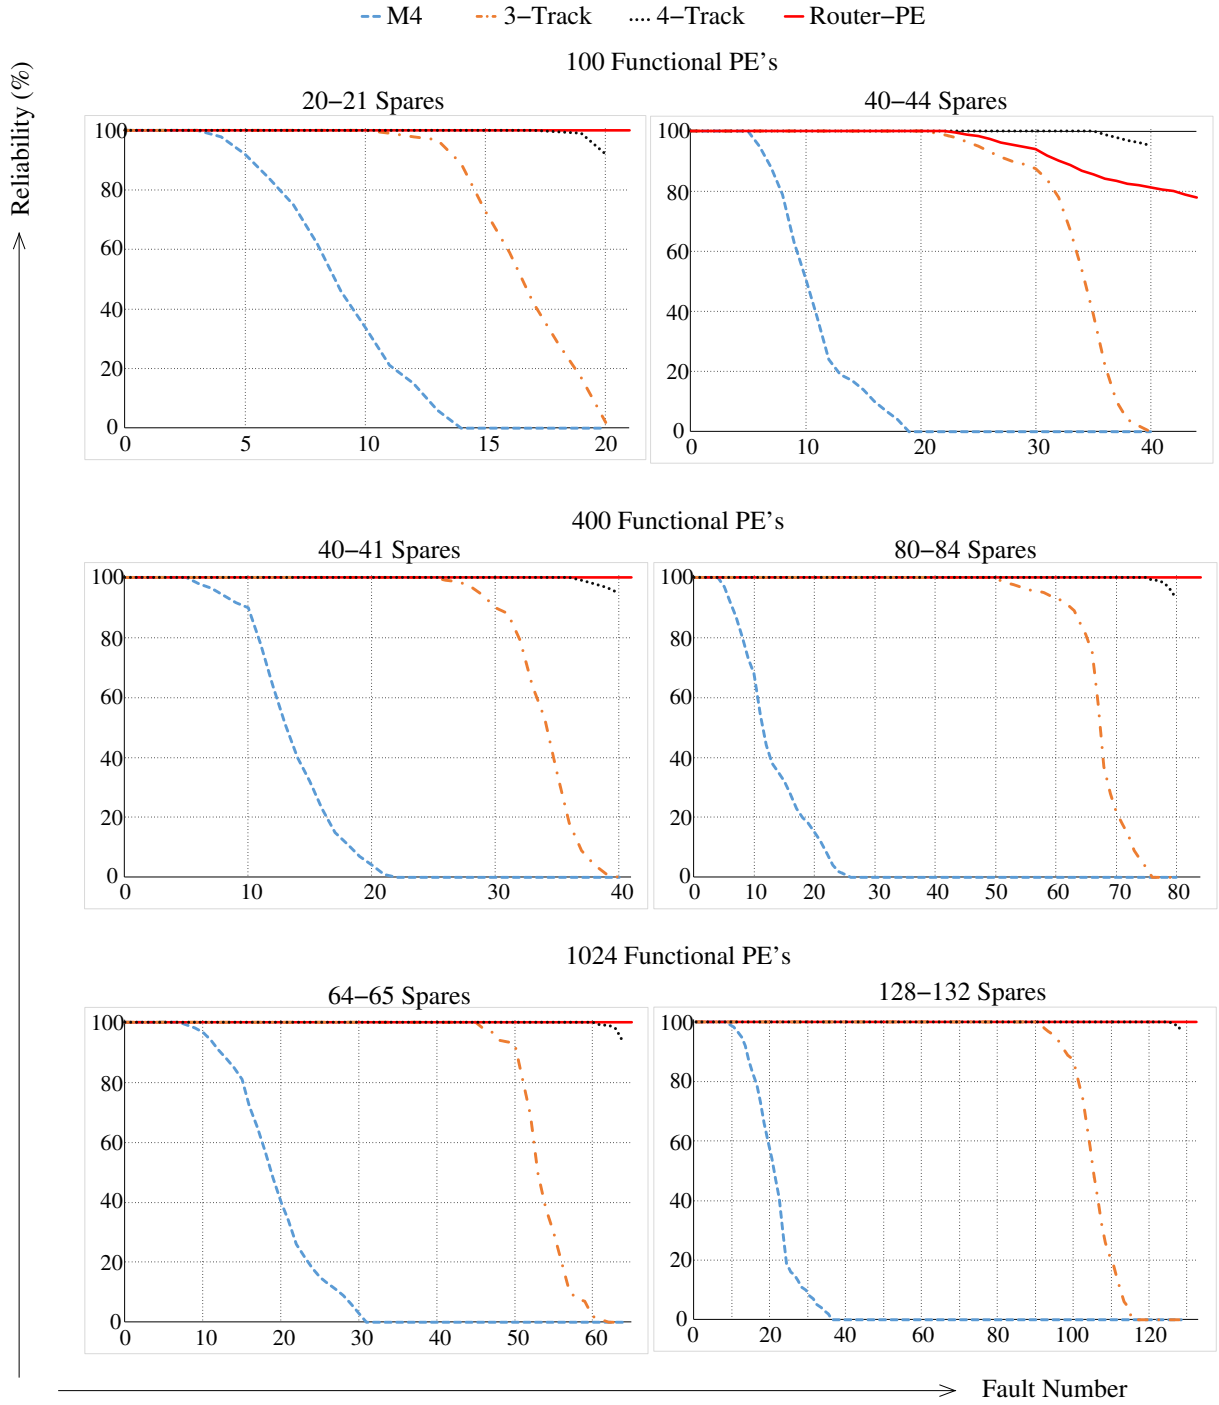 M4 3−Track 4−Track Router−PE
Reliability (%)
100 Functional PE's
20−21 Spares
100
80
60
40
20
0
0 5 10 15 20
40−44 Spares
100
80
60
40
20
0
0 10 20 30 40
400 Functional PE's
40−41 Spares
100
80
60
40
20
0
0 10 20 30 40
80−84 Spares
100
80
60
40
20
0
0 10 20 30 40 50 60 70 80
1024 Functional PE's
64−65 Spares
100
80
60
40
20
0
0 10 20 30 40 50 60
128−132 Spares
100
80
60
40
20
0
0 20 40 60 80 100 120
Fault Number